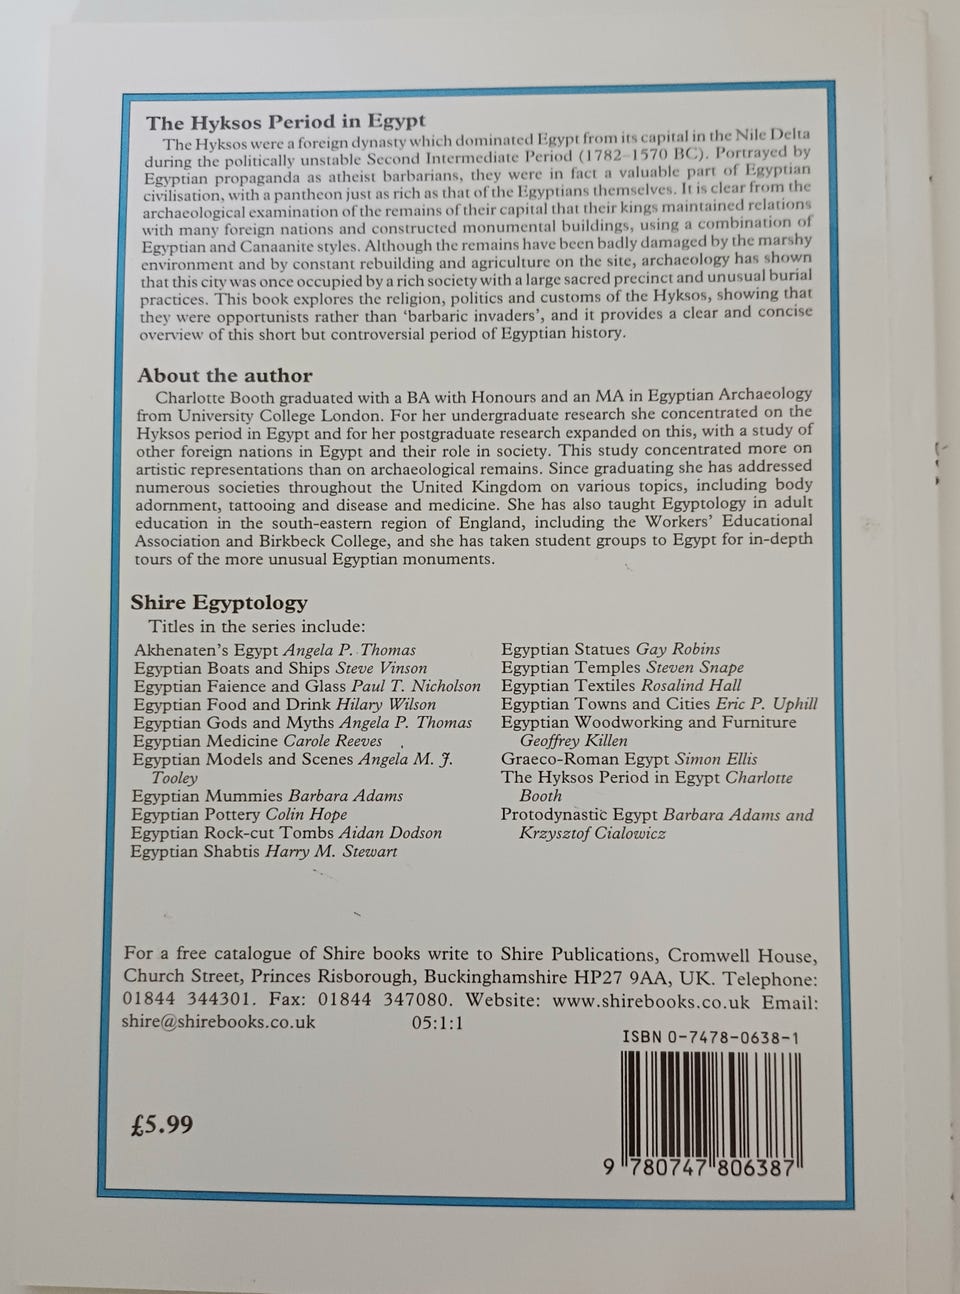 The Hyksos Period in Egypt
The Hyksos were a foreign dynasty which dominated Egypt from its capital in the Nile Delta
during the politically unstable Second Intermediate Period (1782–1570 BC). Portrayed by
Egyptian propaganda as atheist barbarians, they were in fact a valuable part of Egyptian
civilisation, with a pantheon just as rich as that of the Egyptians themselves. It is clear from the
archaeological examination of the remains of their capital that their kings maintained relations
with many foreign nations and constructed monumental buildings, using a combination of
Egyptian and Canaanite styles. Although the remains have been badly damaged by the marshy
environment and by constant rebuilding and agriculture on the site, archaeology has shown
that this city was once occupied by a rich society with a large sacred precinct and unusual burial
practices. This book explores the religion, politics and customs of the Hyksos, showing that
they were opportunists rather than ‘barbaric invaders’, and it provides a clear and concise
overview of this short but controversial period of Egyptian history.
About the author
Charlotte Booth graduated with a BA with Honours and an MA in Egyptian Archaeology
from University College London. For her undergraduate research she concentrated on the
Hyksos period in Egypt and for her postgraduate research expanded on this, with a study of
other foreign nations in Egypt and their role in society. This study concentrated more on
artistic representations than on archaeological remains. Since graduating she has addressed
numerous societies throughout the United Kingdom on various topics, including body
adornment, tattooing and disease and medicine. She has also taught Egyptology in adult
education in the south-eastern region of England, including the Workers’ Educational
Association and Birkbeck College, and she has taken student groups to Egypt for in-depth
tours of the more unusual Egyptian monuments.
Shire Egyptology
Titles in the series include:
Akhenaten’s Egypt Angela P. Thomas
Egyptian Boats and Ships Steve Vinson
Egyptian Faience and Glass Paul T. Nicholson
Egyptian Food and Drink Hilary Wilson
Egyptian Gods and Myths Angela P. Thomas
Egyptian Medicine Carole Reeves
Egyptian Models and Scenes Angela M. J.
Tooley
Egyptian Mummies Barbara Adams
Egyptian Pottery Colin Hope
Egyptian Rock-cut Tombs Aidan Dodson
Egyptian Shabtis Harry M. Stewart
Egyptian Statues Gay Robins
Egyptian Temples Steven Snape
Egyptian Textiles Rosalind Hall
Egyptian Towns and Cities Eric P. Uphill
Egyptian Woodworking and Furniture
Geoffrey Killen
Graeco-Roman Egypt Simon Ellis
The Hyksos Period in Egypt Charlotte
Booth
Protodynastic Egypt Barbara Adams and
Krzysztof Cialowicz
For a free catalogue of Shire books write to Shire Publications, Cromwell House,
Church Street, Princes Risborough, Buckinghamshire HP27 9AA, UK. Telephone:
01844 344301. Fax: 01844 347080. Website: www.shirebooks.co.uk Email:
shire@shirebooks.co.uk 05:1:1
ISBN 0-7478-0638-1
£5.99
9 780747 806387